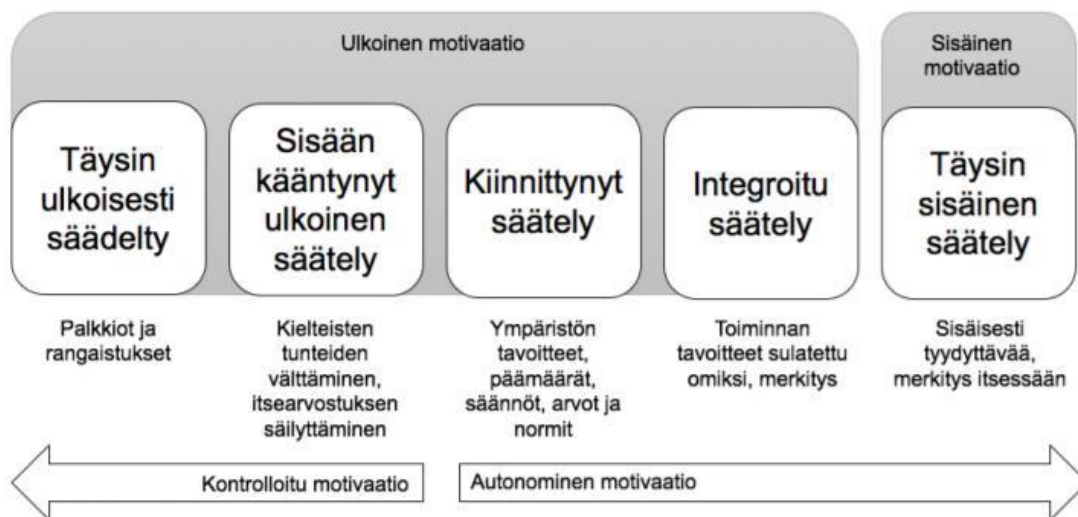 Ulkoinen motivaatio
Sisäinen
motivaatio
Täysin
ulkoisesti
säädelty
Sisään
kääntynyt
ulkoinen
säätely
Kiinnittynyt
säätely
Integroitu
säätely
Täysin
sisäinen
säätely
Palkkiot ja
rangaistukset
Kielteisten
tunteiden
välttäminen,
itsearvostuksen
säilyttäminen
Ympäristön
tavoitteet,
päämäärät,
säännöt, arvot ja
normit
Toiminnan
tavoitteet sulatettu
omiksi, merkitys
Sisäisesti
tyydyttävää,
merkitys itsessään
Kontrolloitu motivaatio
Autonominen motivaatio